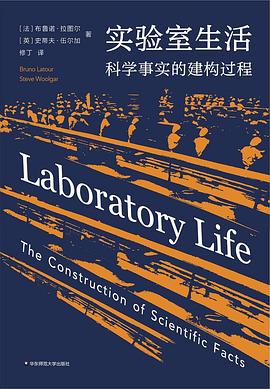 [法] 布鲁诺·拉图尔
[英] 史蒂夫·伍尔加 著
修丁 译
Bruno Latour
Steve Woolgar
实验室生活
科学事实的建构过程
Laboratory Life
The Construction of Scientific Facts
华东师范大学出版社